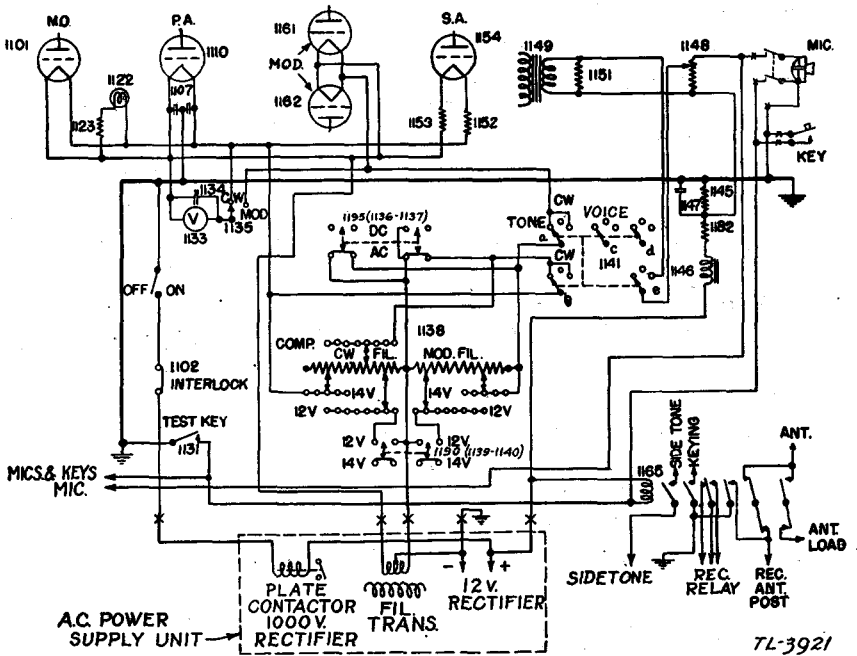 M.O.
P.A.
S.A.
1101
1110
1161
1154
1122
1107
MOD.
1162
1149
1148
MIC.
1151
1123
1153
1152
KEY
1134
C.W.
V
1133
1135
MOD
1147
1145
1182
1195 (1136-1137)
DC
AC
TONE
CW
VOICE
a
c
d
CW
1141
1146
e
OFF
ON
1138
COMP.
CW
FIL.
MOD. FIL.
1102
INTERLOCK
14V
14V
12V
12V
TEST KEY
1131
12V
12V
1190 (1139-1140)
14V
14V
MICS. & KEYS
MIC.
1165
SIDE TONE
KEYING
ANT.
ANT.
LOAD
SIDETONE
REC.
RELAY
REC.
ANT.
POST
PLATE
CONTACTOR
1000 V.
RECTIFIER
FIL.
TRANS.
- +
12 V.
RECTIFIER
A.C. POWER
SUPPLY UNIT
TL-3921